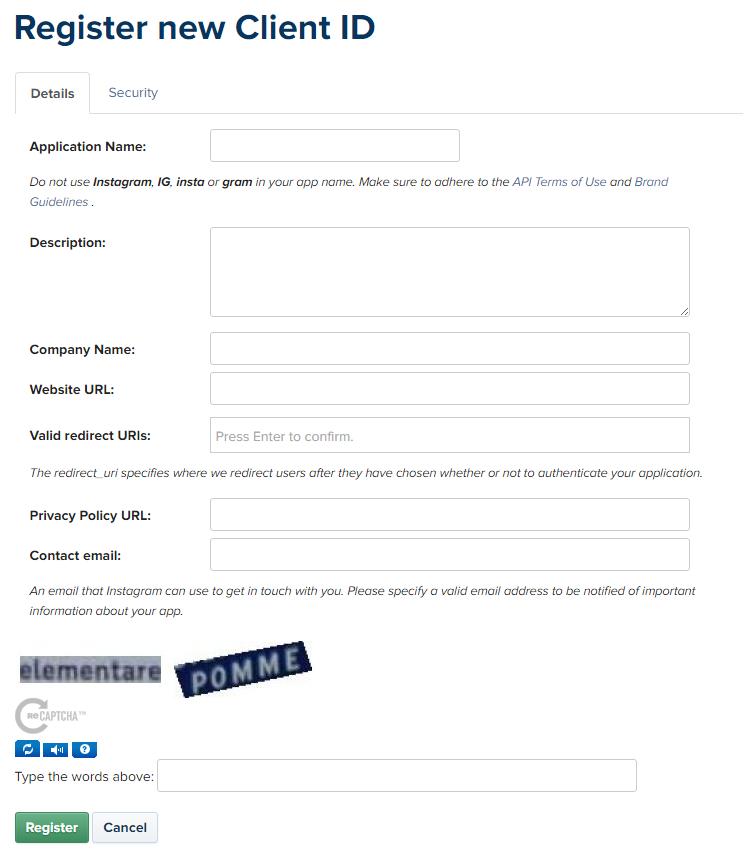 Register new Client ID
Details Security
Application Name:
Do not use Instagram, IG, insta or gram in your app name. Make sure to adhere to the API Terms of Use and Brand
Guidelines .
Description:
Company Name:
Website URL:
Valid redirect URIs: Press Enter to confirm.
The redirect_uri specifies where we redirect users after they have chosen whether or not to authenticate your application.
Privacy Policy URL:
Contact email:
An email that Instagram can use to get in touch with you. Please specify a valid email address to be notified of important
information about your app.
elementare POMME
reCAPTCHA™
?
Type the words above:
Register Cancel